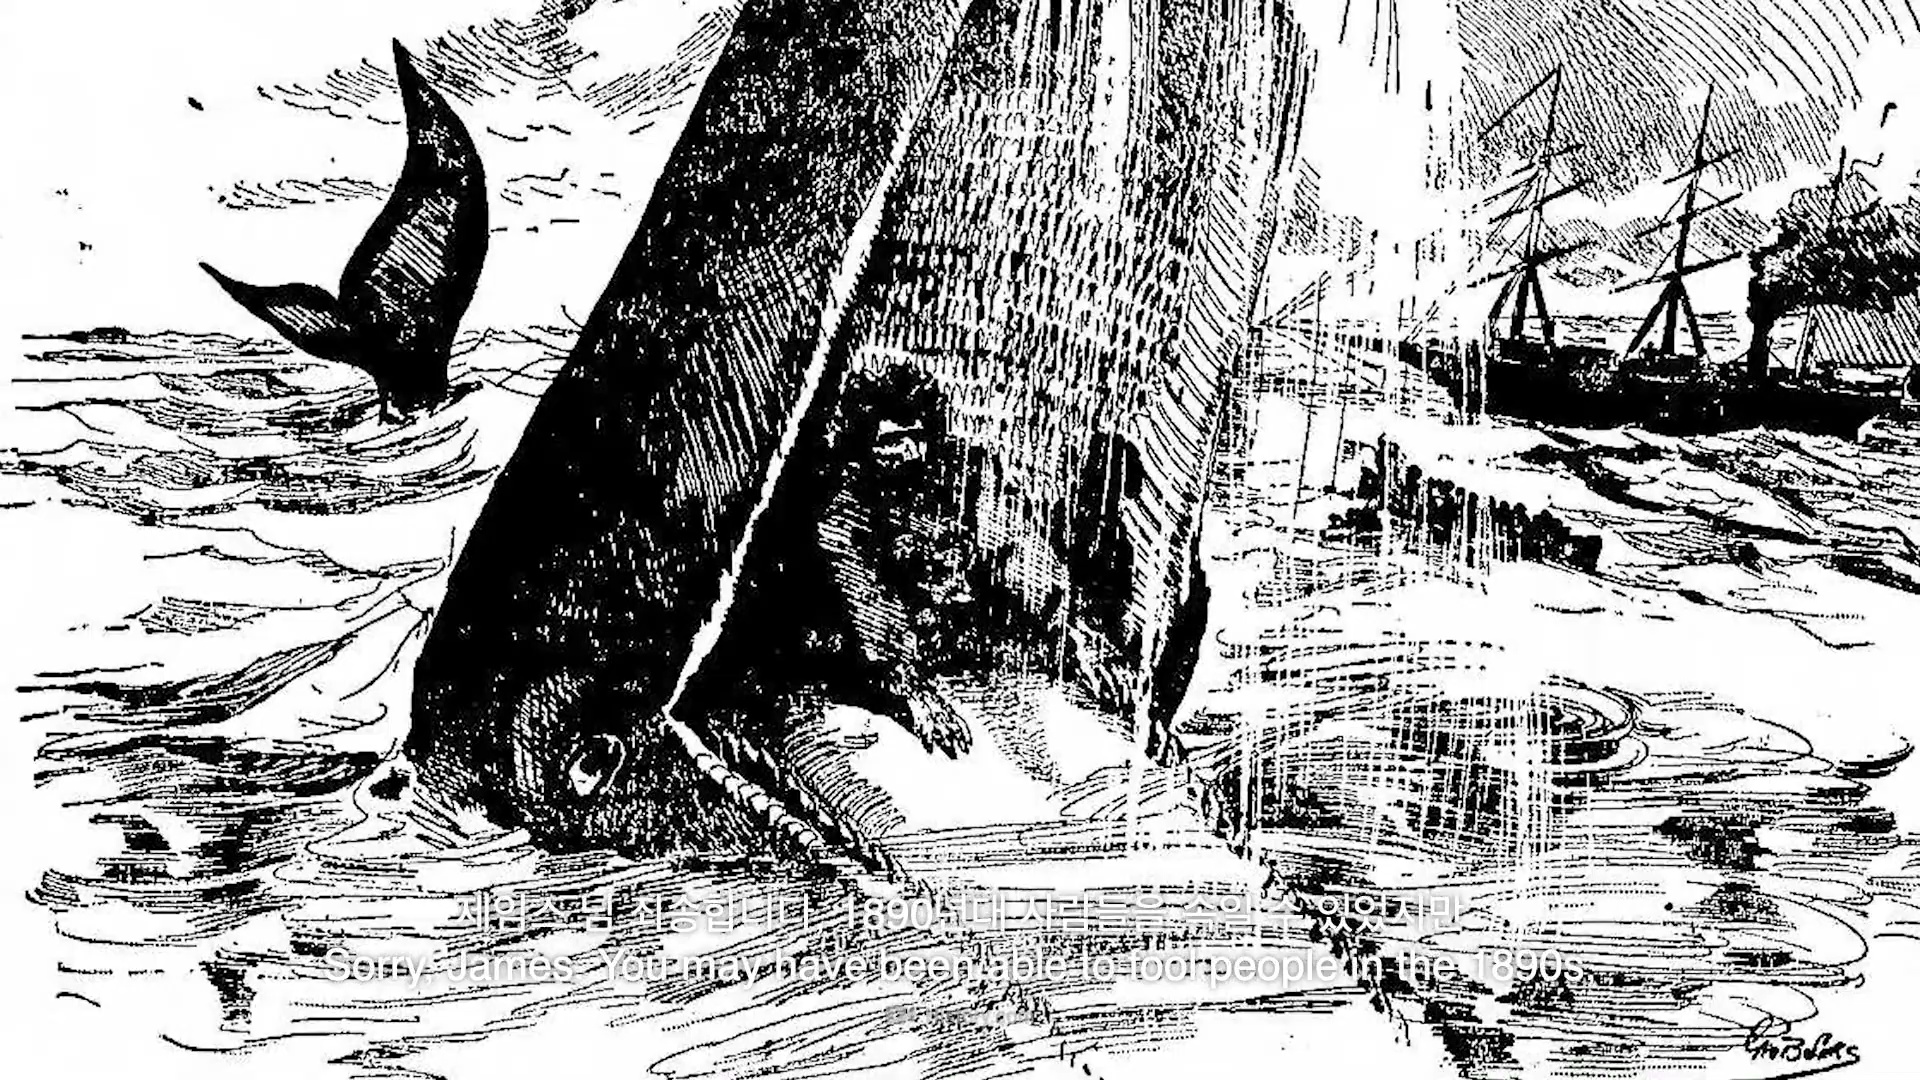 제임스 님 죄송합니다, 1890년대 사람들을 속일 수 있었지만
Sorry, James. You may have been able to fool people in the 1890s